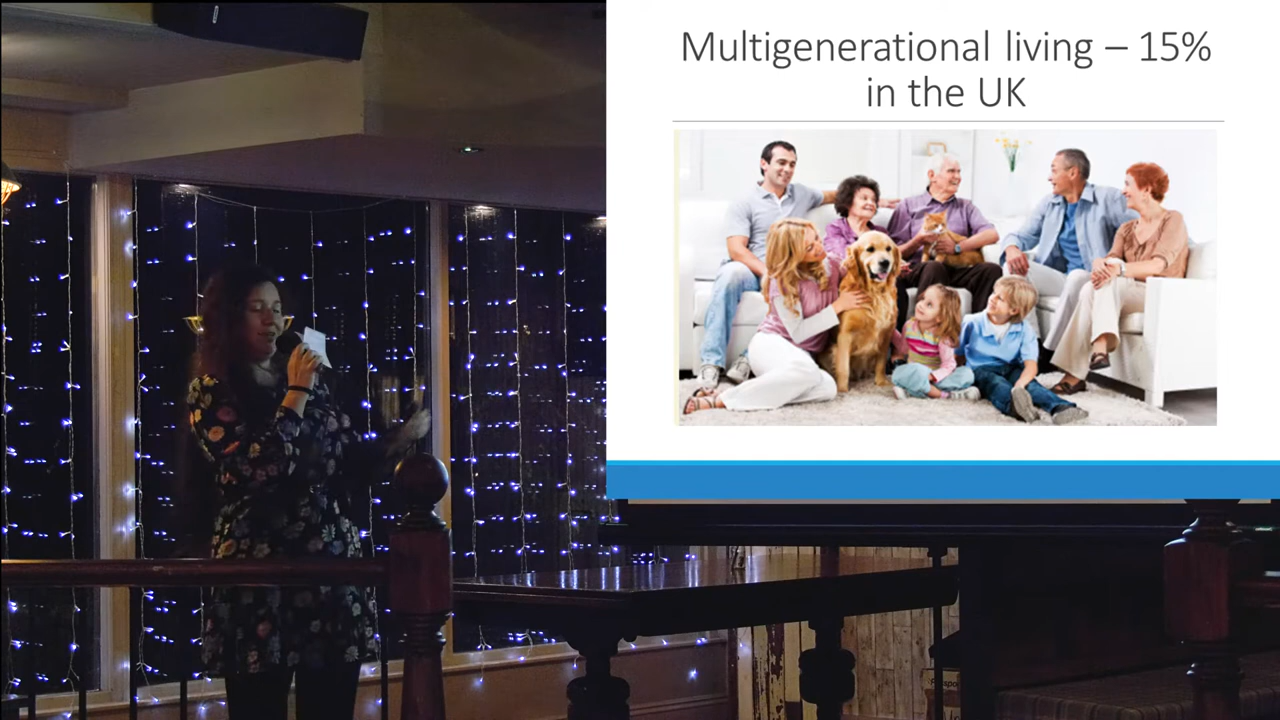 Multigenerational living – 15%
in the UK